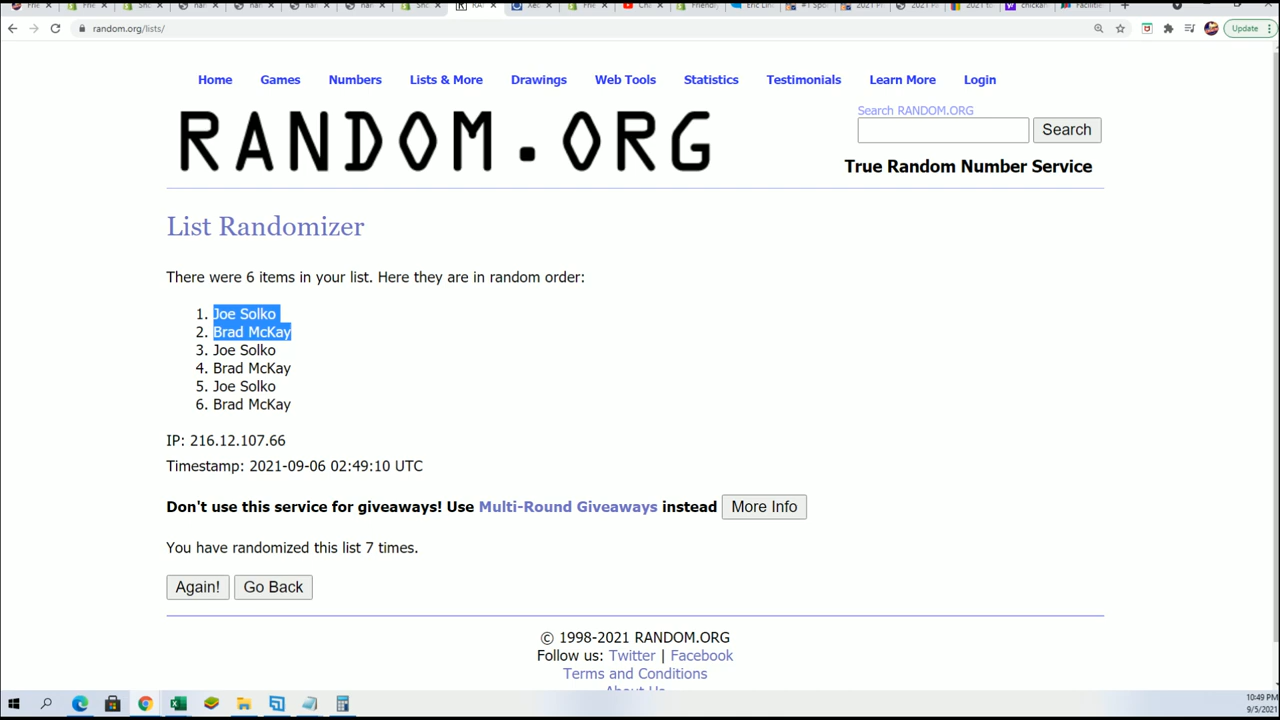 random.org/lists/
Update
Home Games Numbers Lists & More Drawings Web Tools Statistics Testimonials Learn More Login
RANDOM.ORG
Search RANDOM.ORG
Search
True Random Number Service
List Randomizer
There were 6 items in your list. Here they are in random order:
1. Joe Solko
2. Brad McKay
3. Joe Solko
4. Brad McKay
5. Joe Solko
6. Brad McKay
IP: 216.12.107.66
Timestamp: 2021-09-06 02:49:10 UTC
Don't use this service for giveaways! Use Multi-Round Giveaways instead More Info
You have randomized this list 7 times.
Again! Go Back
© 1998-2021 RANDOM.ORG
Follow us: Twitter | Facebook
Terms and Conditions
About Us
10:49 PM
9/5/2021